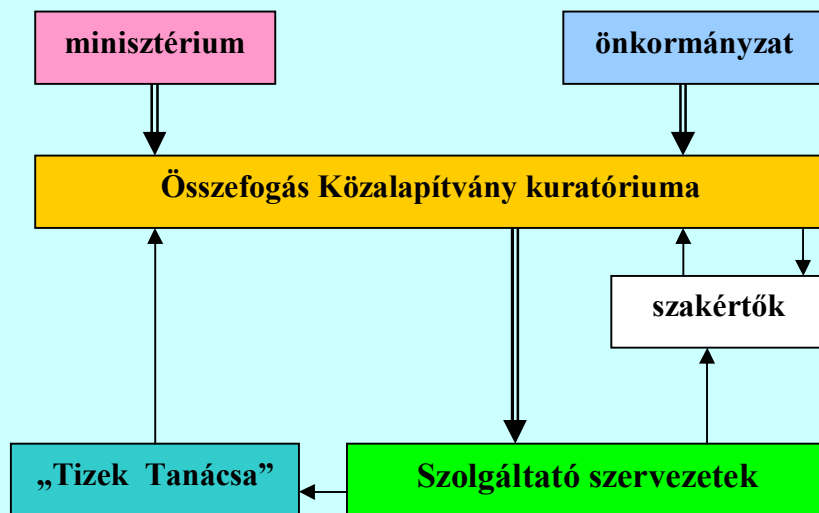 minisztérium
önkormányzat
Összefogás Közalapítvány kuratóriuma
szakértők
„Tizek Tanácsa”
Szolgáltató szervezetek